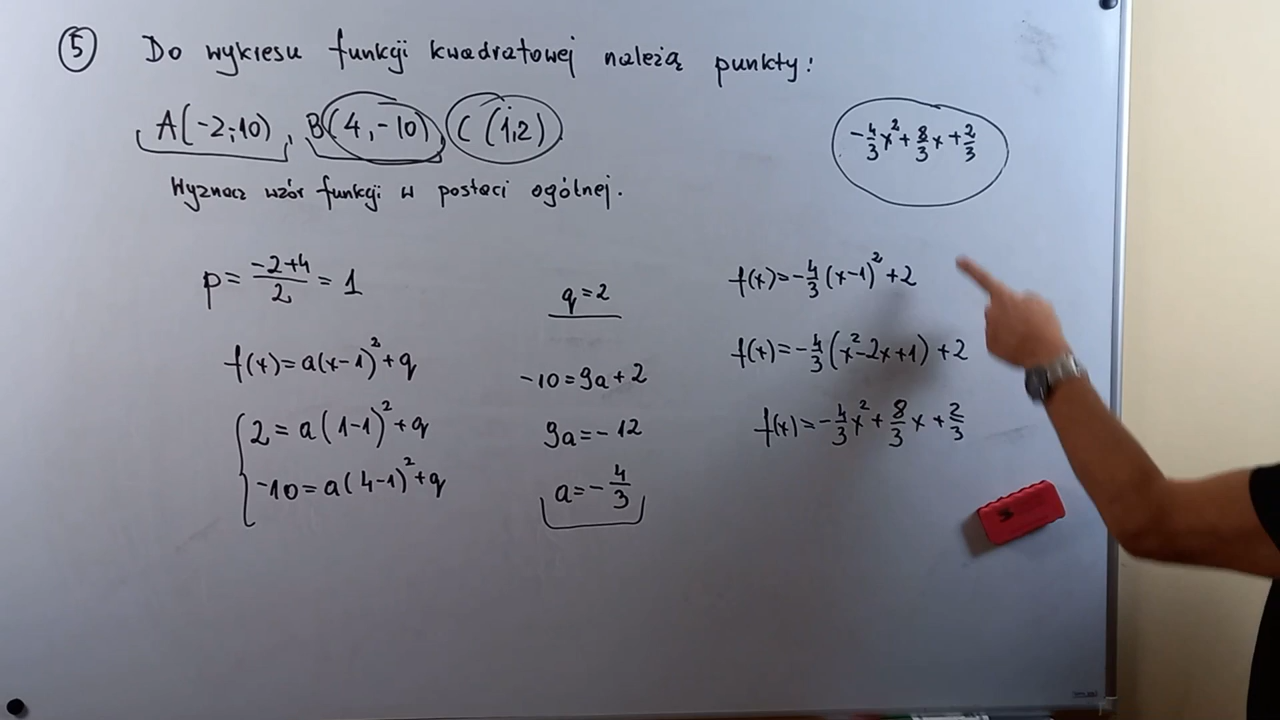 5 Do wykresu funkcji kwadratowej należą punkty:
A(-2,-10), B(4,-10) C(1,2)
Wyznacz wzór funkcji w postaci ogólnej.
-4/3x²+8/3x+2/3
p=(-2+4)/2=1
f(x)=a(x-1)²+q
2=a(1-1)²+q
-10=a(4-1)²+q
q=2
-10=9a+2
9a=-12
a=-4/3
f(x)=-4/3(x-1)²+2
f(x)=-4/3(x²-2x+1)+2
f(x)=-4/3x²+8/3x+2/3